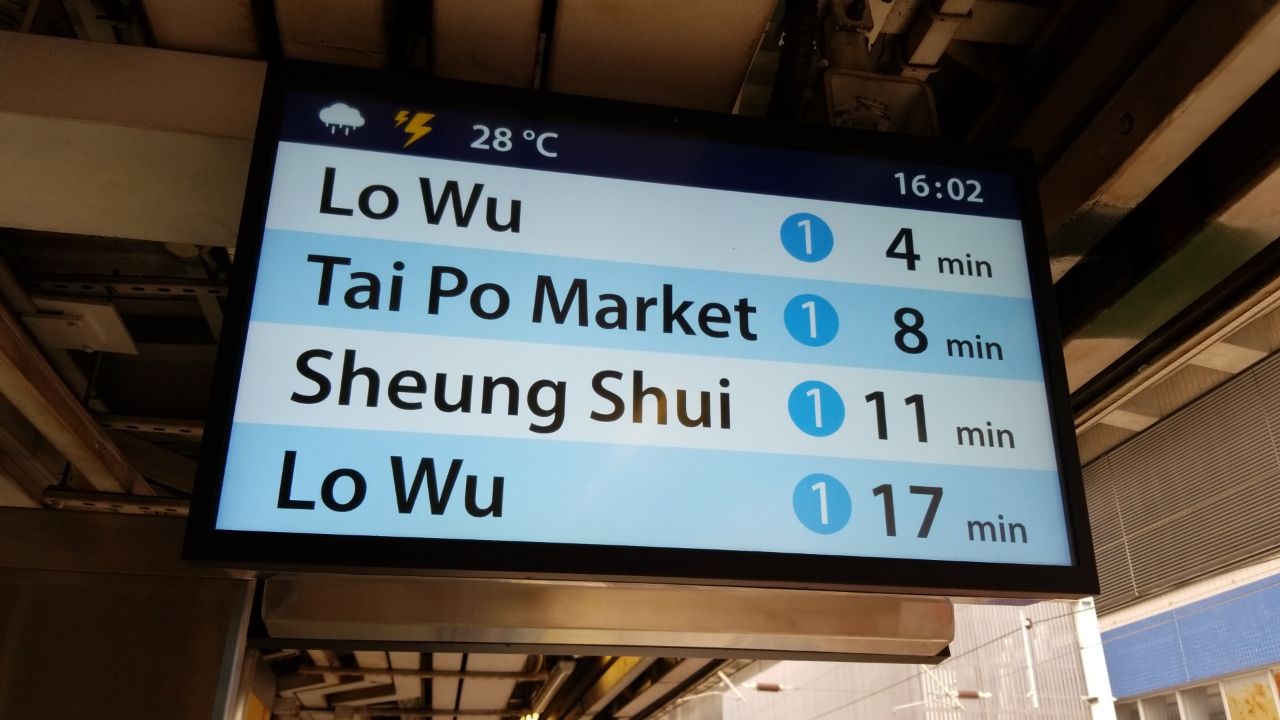 28 °C 16:02
Lo Wu 1 4 min
Tai Po Market 1 8 min
Sheung Shui 1 11 min
Lo Wu 1 17 min